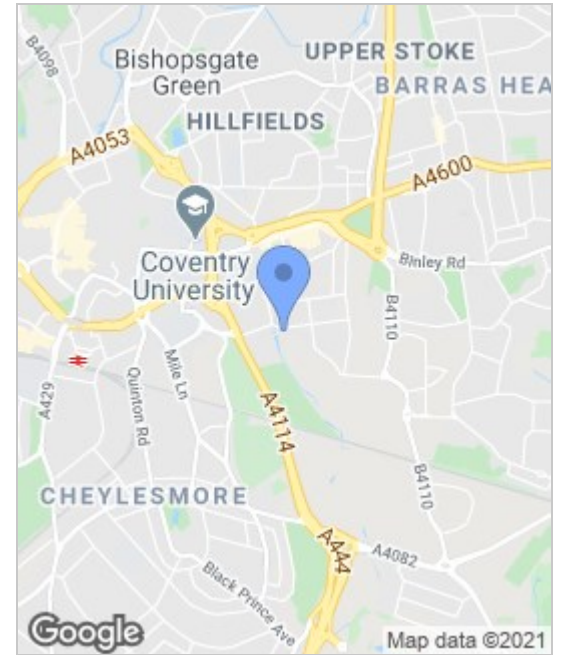 B4098
Bishopsgate
Green
UPPER STOKE
BARRAS HEA
HILLFIELDS
A4053
A4600
Coventry
University
Binley Rd
B4110
A429
Mile Ln
Quinton Rd
A4114
B4110
CHEYLESMORE
A444
A4082
Black Prince Ave
Google
Map data ©2021